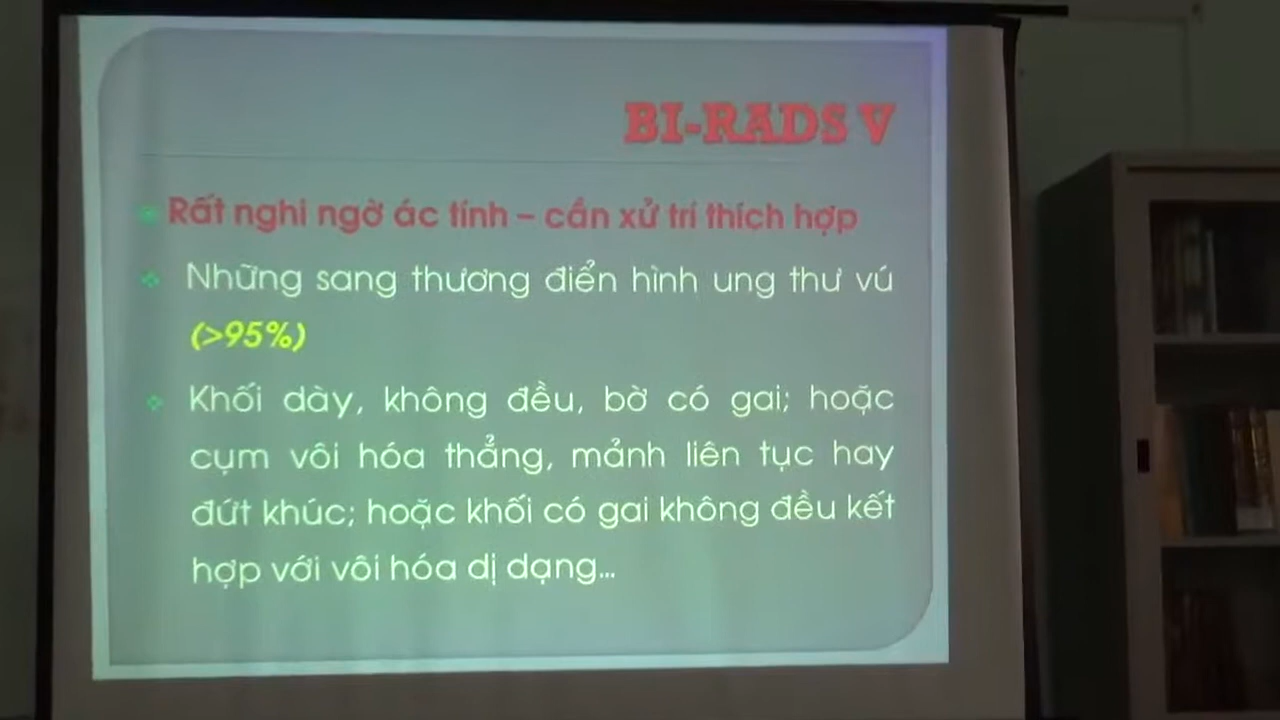 BI-RADS V
Rất nghi ngờ ác tính – cần xử trí thích hợp
Những sang thương điển hình ung thư vú
(>95%)
Khối dày, không đều, bờ có gai; hoặc
cụm vôi hóa thẳng, mảnh liên tục hay
đứt khúc; hoặc khối có gai không đều kết
hợp với vôi hóa dị dạng...